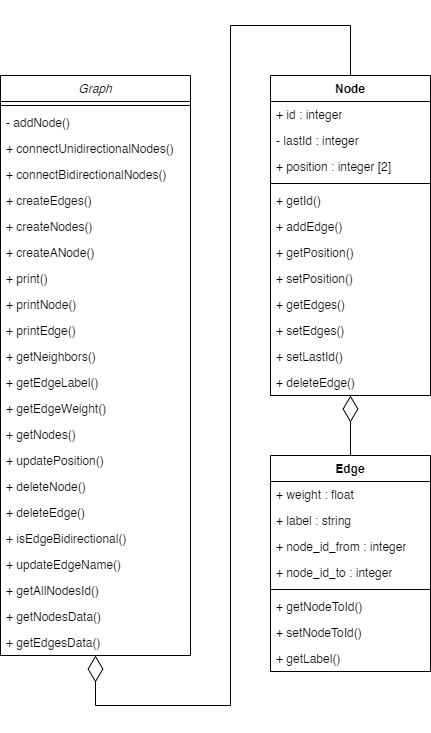 Graph
- addNode()
+ connectUnidirectionalNodes()
+ connectBidirectionalNodes()
+ createEdges()
+ createNodes()
+ createANode()
+ print()
+ printNode()
+ printEdge()
+ getNeighbors()
+ getEdgeLabel()
+ getEdgeWeight()
+ getNodes()
+ updatePosition()
+ deleteNode()
+ deleteEdge()
+ isEdgeBidirectional()
+ updateEdgeName()
+ getAllNodesId()
+ getNodesData()
+ getEdgesData()
Node
+ id : integer
- lastId : integer
+ position : integer [2]
+ getId()
+ addEdge()
+ getPosition()
+ setPosition()
+ getEdges()
+ setEdges()
+ setLastId()
+ deleteEdge()
Edge
+ weight : float
+ label : string
+ node_id_from : integer
+ node_id_to : integer
+ getNodeToId()
+ setNodeToId()
+ getLabel()